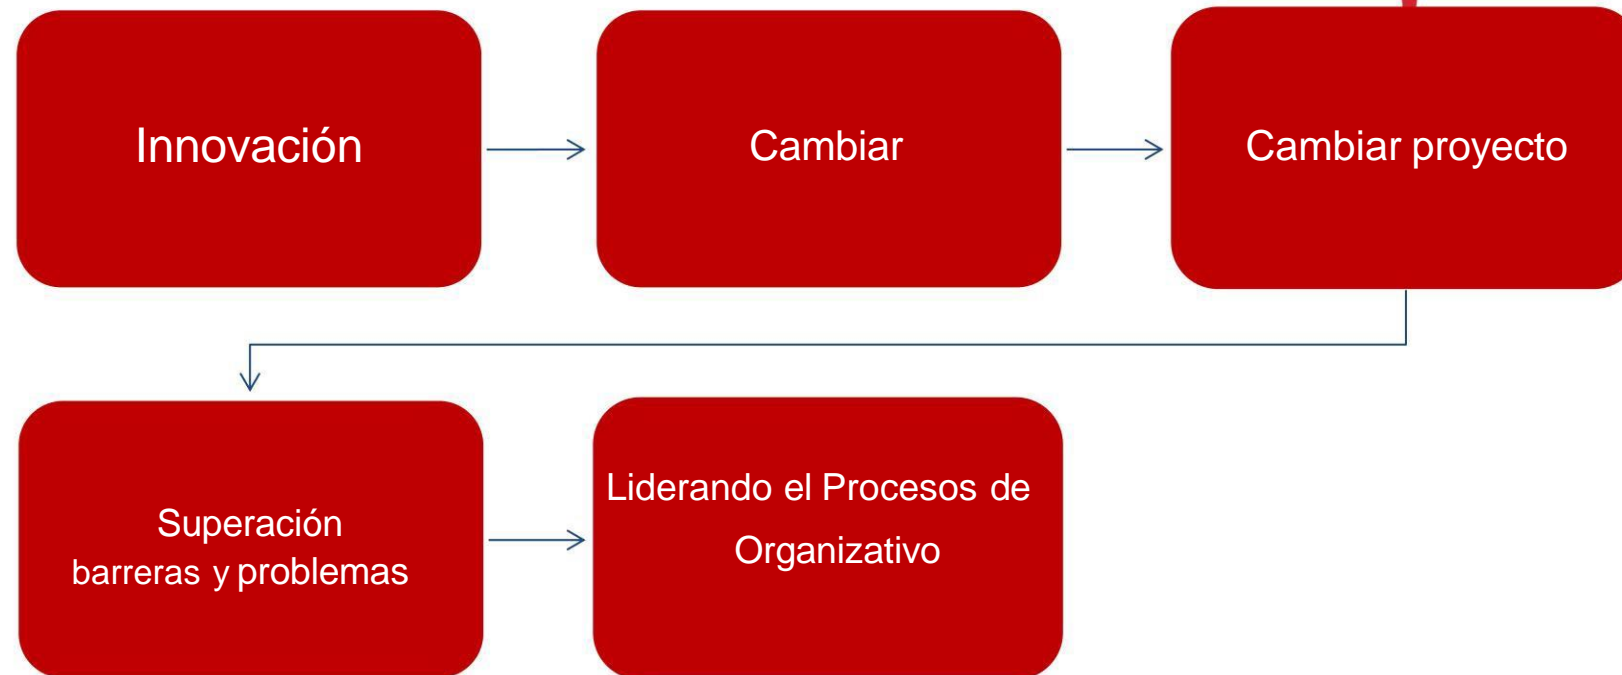 Innovación
Cambiar
Cambiar proyecto
Superación
barreras y problemas
Liderando el Procesos de
Organizativo